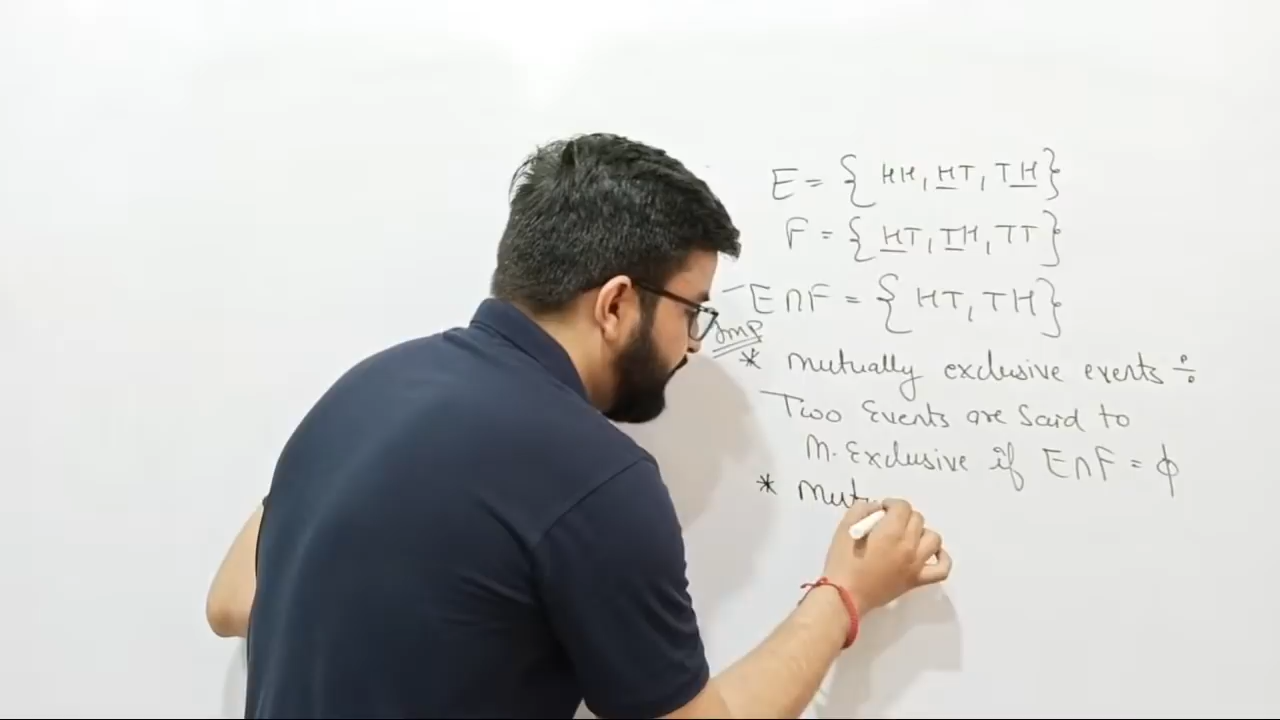 E = { HH, HT, TH }
F = { HT, TH, TT }
E∩F = { HT, TH }
Imp
* Mutually exclusive events ÷
Two Events are said to
M. Exclusive if E∩F = ϕ
* Mut